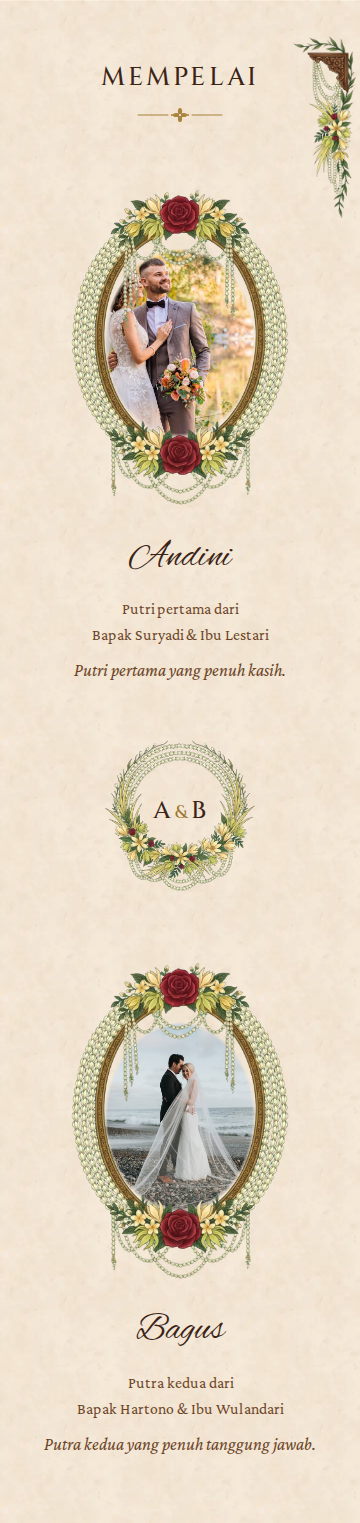 MEMPELAI
Andini
Putri pertama dari
Bapak Suryadi & Ibu Lestari
Putri pertama yang penuh kasih.
A & B
Bagus
Putra kedua dari
Bapak Hartono & Ibu Wulandari
Putra kedua yang penuh tanggung jawab.